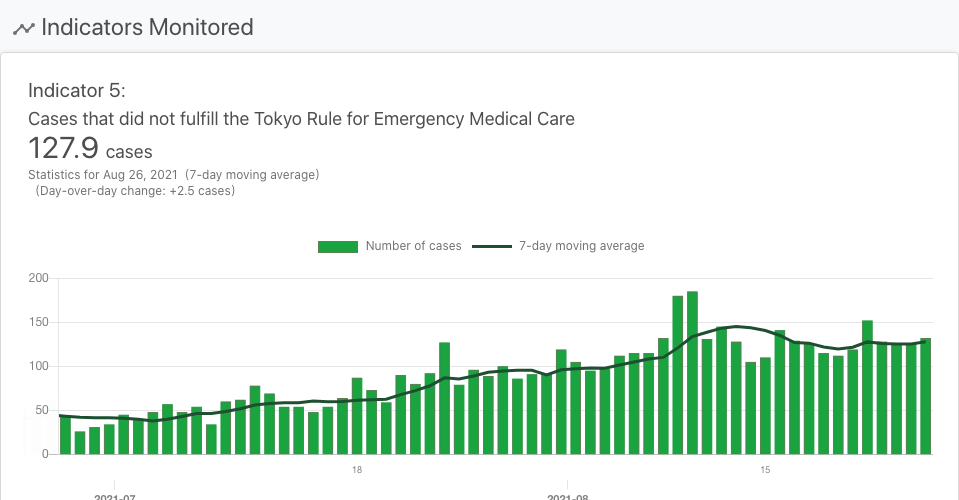 Indicators Monitored
Indicator 5:
Cases that did not fulfill the Tokyo Rule for Emergency Medical Care
127.9 cases
Statistics for Aug 26, 2021 (7-day moving average)
(Day-over-day change: +2.5 cases)
Number of cases 7-day moving average
200
150
100
50
0
18 15
2021-07 2021-08